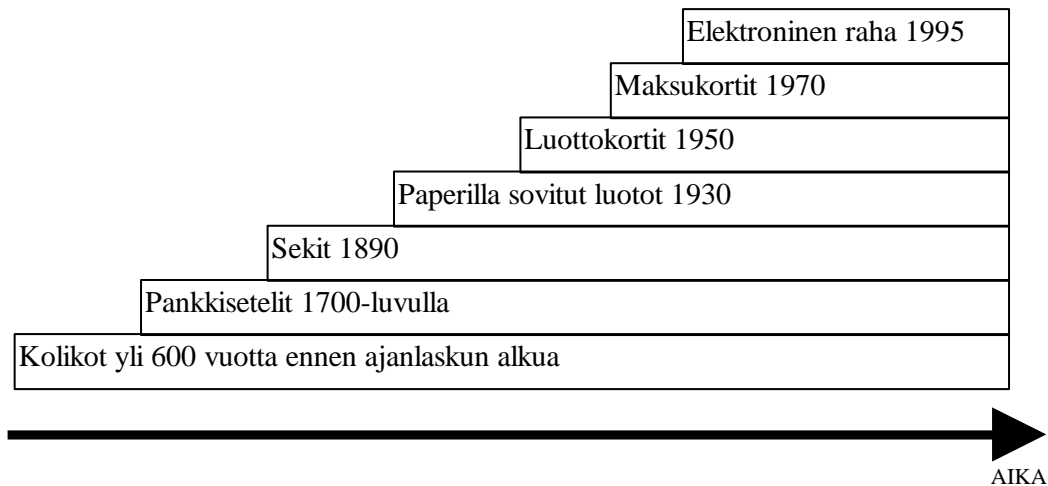 Elektroninen raha 1995
Maksukortit 1970
Luottokortit 1950
Paperilla sovitut luotot 1930
Sekit 1890
Pankkisetelit 1700-luvulla
Kolikot yli 600 vuotta ennen ajanlaskun alkua
AIKA